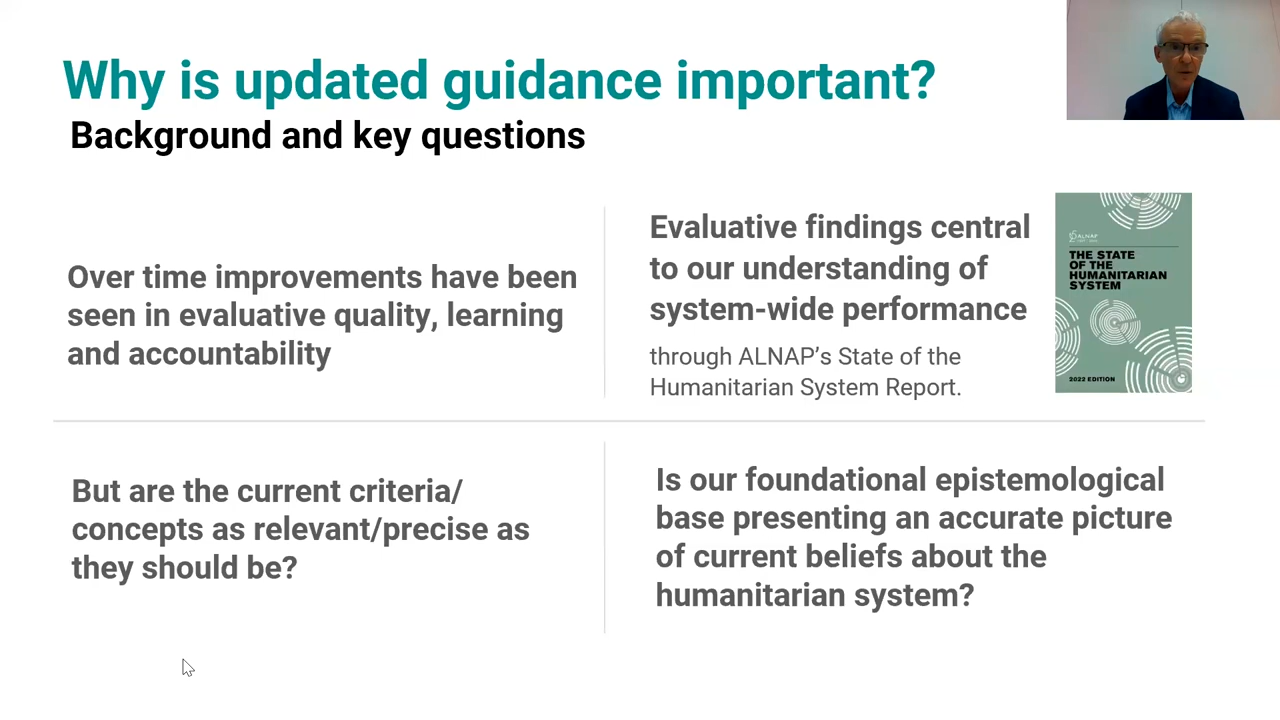 Why is updated guidance important?
Background and key questions
Over time improvements have been
seen in evaluative quality, learning
and accountability
Evaluative findings central
to our understanding of
system-wide performance
through ALNAP’s State of the
Humanitarian System Report.
ALNAP
THE STATE
OF THE
HUMANITARIAN
SYSTEM
2022 EDITION
But are the current criteria/
concepts as relevant/precise as
they should be?
Is our foundational epistemological
base presenting an accurate picture
of current beliefs about the
humanitarian system?